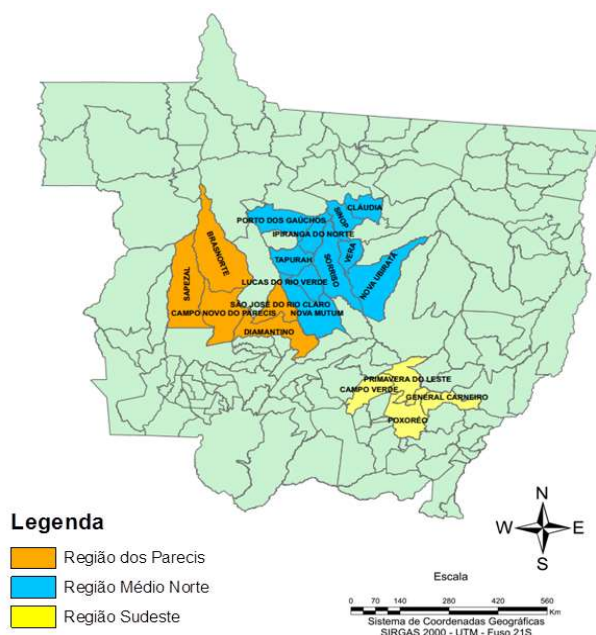 CLÁUDIA
SINOP
PORTO DOS GAÚCHOS
IPIRANGA DO NORTE
VERA
BRASNORTE
TAPURAH
SORRISO
NOVA UBIRATÃ
SAPEZAL
LUCAS DO RIO VERDE
SÃO JOSÉ DO RIO CLARO
CAMPO NOVO DO PARECIS
NOVA MUTUM
DIAMANTINO
PRIMAVERA DO LESTE
CAMPO VERDE
GENERAL CARNEIRO
POXORÉO
N
W
E
S
Legenda
Região dos Parecis
Região Médio Norte
Região Sudeste
Escala
0 70 140 280 420 560
Km
Sistema de Coordenadas Geográficas
SIRGAS 2000 - UTM - Fuso 21S